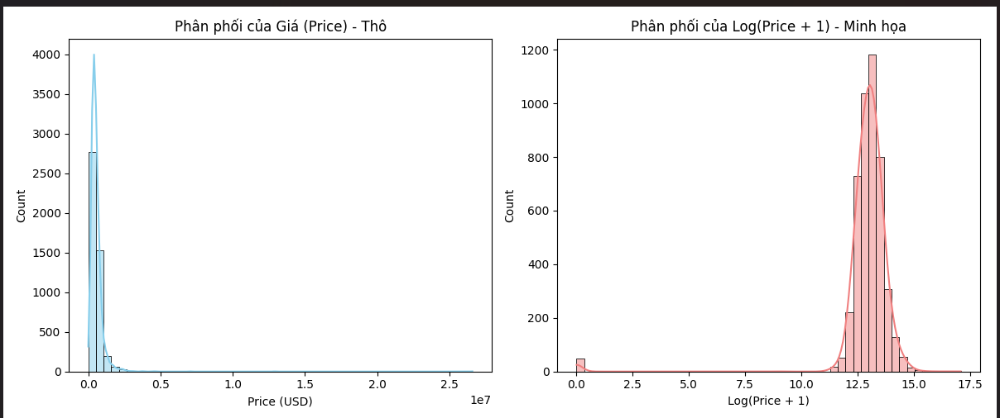 Phân phối của Giá (Price) - Thô
4000
3500
3000
2500
2000
1500
1000
500
0
Count
0.0 0.5 1.0 1.5 2.0 2.5
1e7
Price (USD)
Phân phối của Log(Price + 1) - Minh họa
1200
1000
800
600
400
200
0
Count
0.0 2.5 5.0 7.5 10.0 12.5 15.0 17.5
Log(Price + 1)